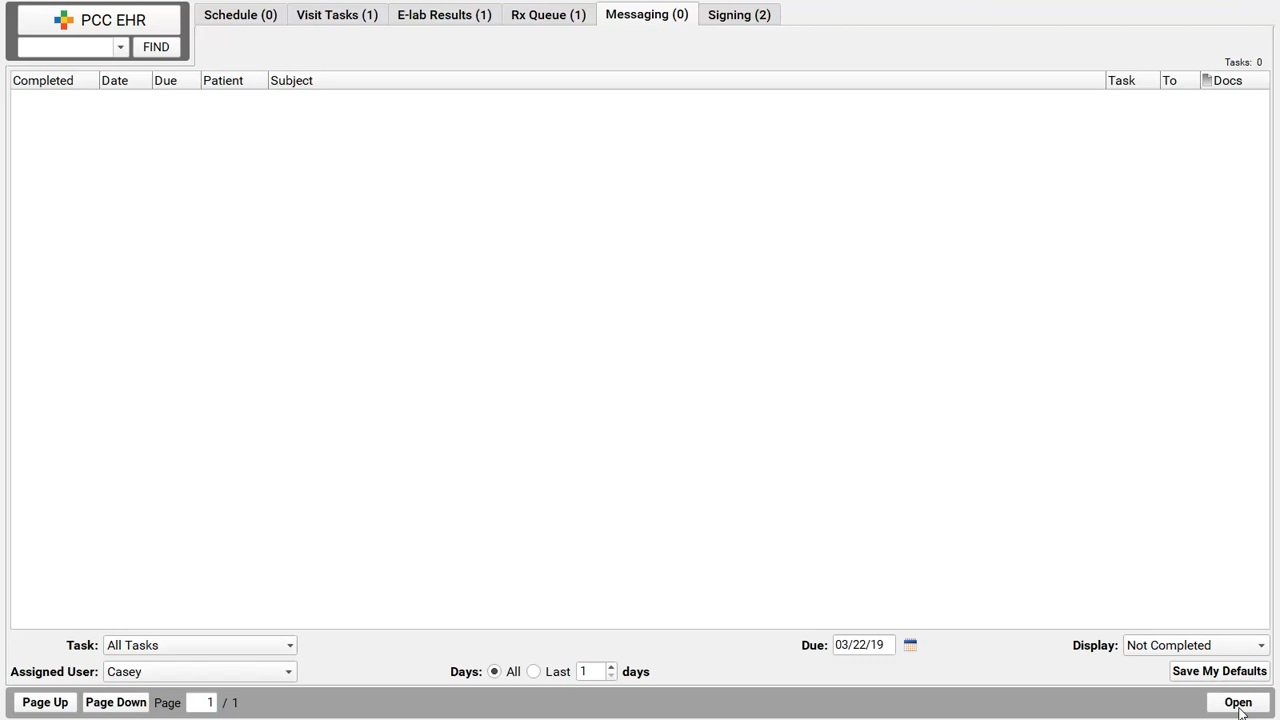 PCC EHR
FIND
Schedule (0) Visit Tasks (1) E-lab Results (1) Rx Queue (1) Messaging (0) Signing (2)
Tasks: 0
Completed Date Due Patient Subject Task To Docs
Task: All Tasks Due: 03/22/19 Display: Not Completed
Assigned User: Casey Days: All Last 1 days Save My Defaults
Page Up Page Down Page 1 / 1 Open